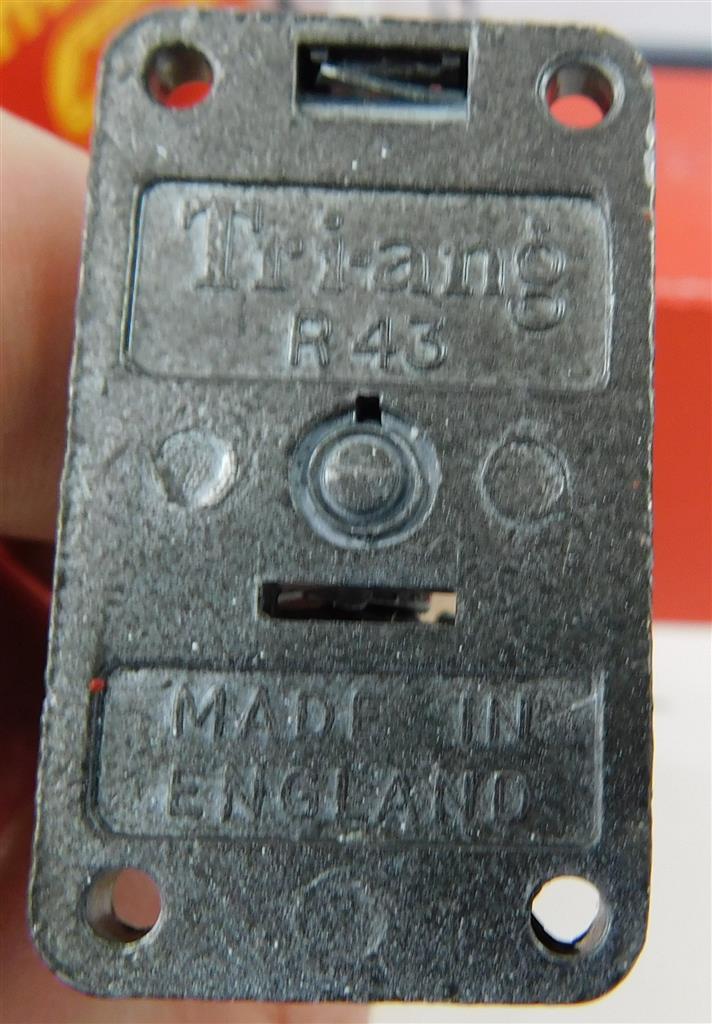 Tri-ang
R43
MADE IN
ENGLAND